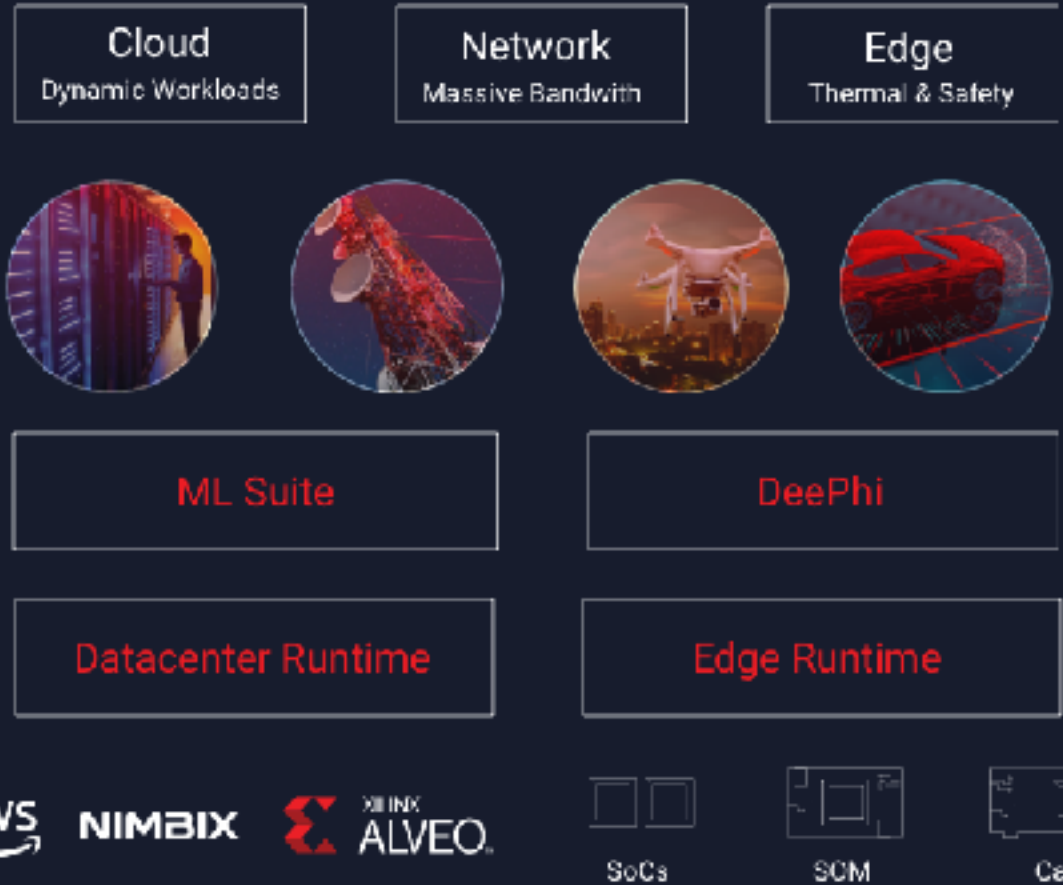 Cloud
Dynamic Workloads
Network
Massive Bandwith
Edge
Thermal & Safety
ML Suite
DeePhi
Datacenter Runtime
Edge Runtime
NIMBIX
XILINX
ALVEO.
SoCs
SOM